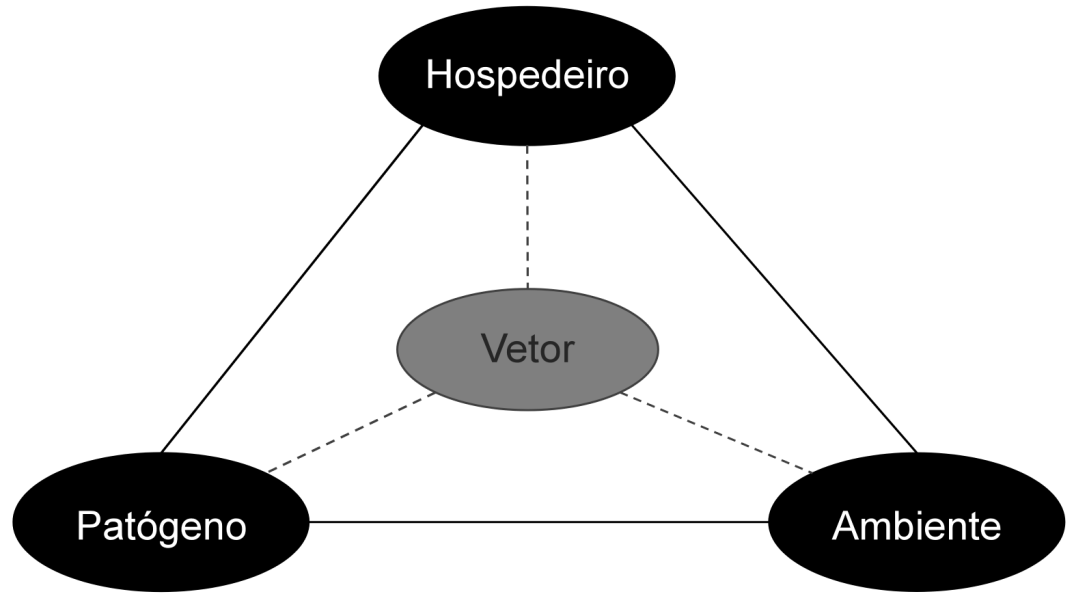 Hospedeiro
Vetor
Patógeno
Ambiente